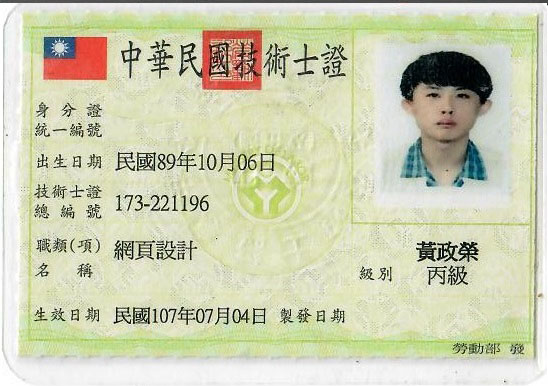 中華民國技術士證
身分證
統一編號
出生日期 民國89年10月06日
技術士證
總編號 173-221196
職類(項)
名稱 網頁設計
黃政榮
級別 丙級
生效日期 民國107年07月04日 製發日期
勞動部 發